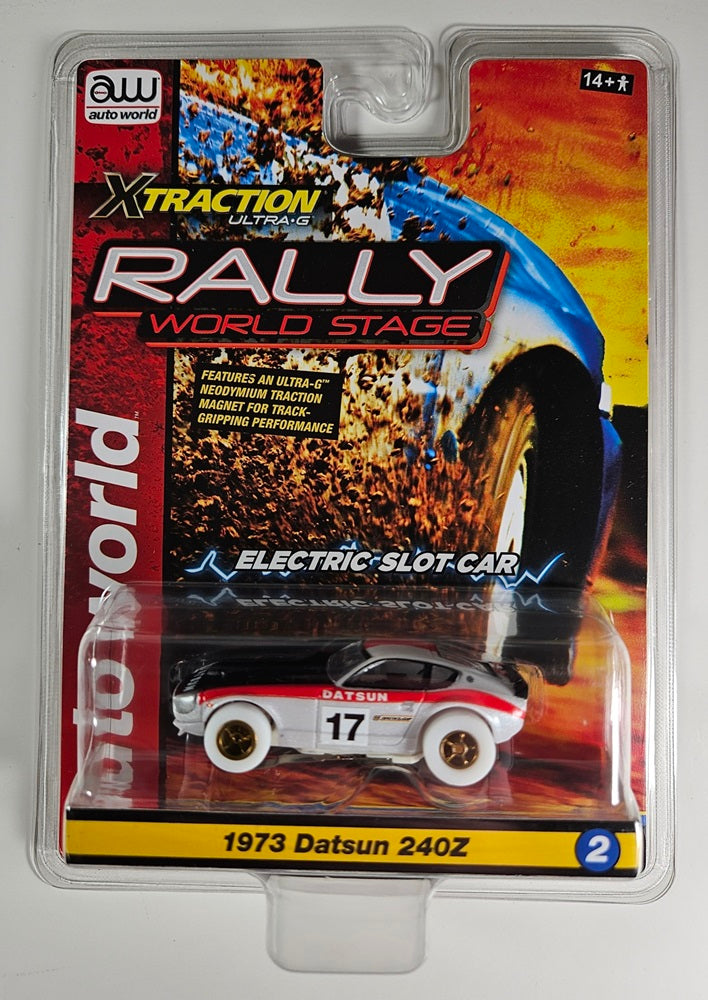 aw
auto world
14+
XTRACTION
ULTRA•G
RALLY
WORLD STAGE
FEATURES AN ULTRA-G™
NEODYMIUM TRACTION
MAGNET FOR TRACK-
GRIPPING PERFORMANCE
auto world™
ELECTRIC SLOT CAR
DATSUN
17
1973 Datsun 240Z
2